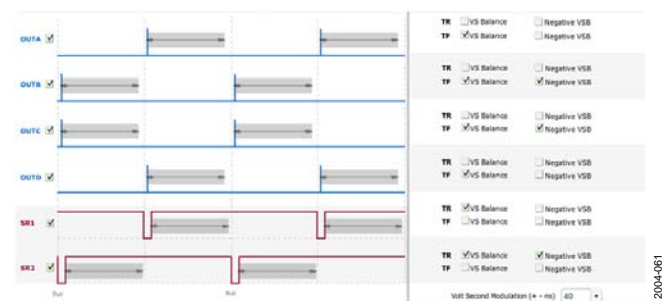 TR VS Balance Negative VSB
OUTA TF VS Balance Negative VSB
TR VS Balance Negative VSB
OUTB TF VS Balance Negative VSB
TR VS Balance Negative VSB
OUTC TF VS Balance Negative VSB
TR VS Balance Negative VSB
OUTD TF VS Balance Negative VSB
TR VS Balance Negative VSB
SR1 TF VS Balance Negative VSB
TR VS Balance Negative VSB
SR2 TF VS Balance Negative VSB
Volt Second Modulation (+ - ns) 40
2004-061